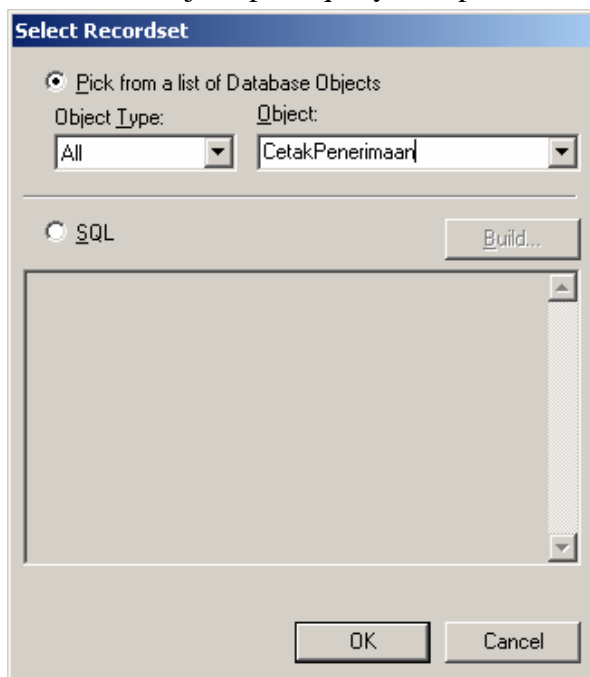 Select Recordset
Pick from a list of Database Objects
Object Type: Object:
All CetakPenerimaan
SQL Build...
OK Cancel